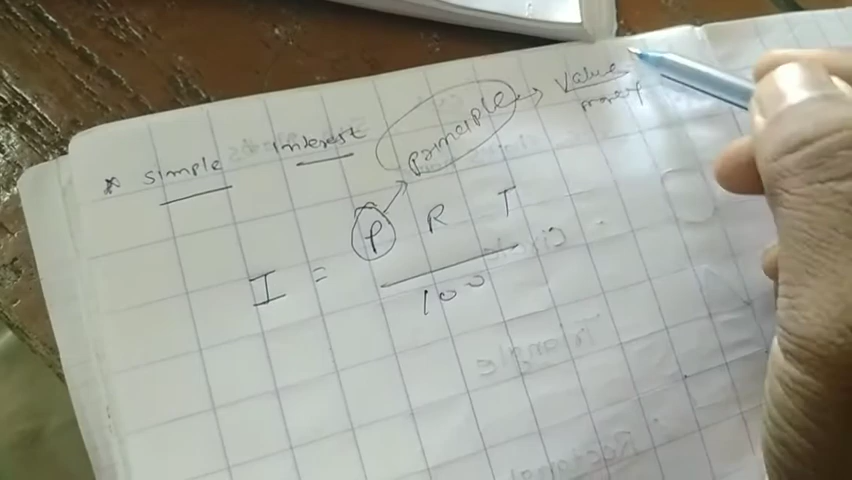 * Simple Interest
principle → Value
money
I = P R T
100